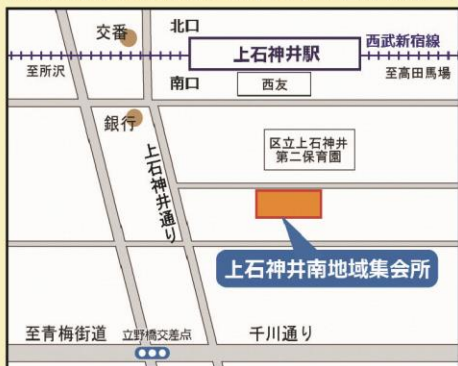 交番
北口
西武新宿線
上石神井駅
至所沢
南口
西友
至高田馬場
銀行
上石神井通り
区立上石神井
第二保育園
上石神井南地域集会所
至青梅街道
立野橋交差点
千川通り